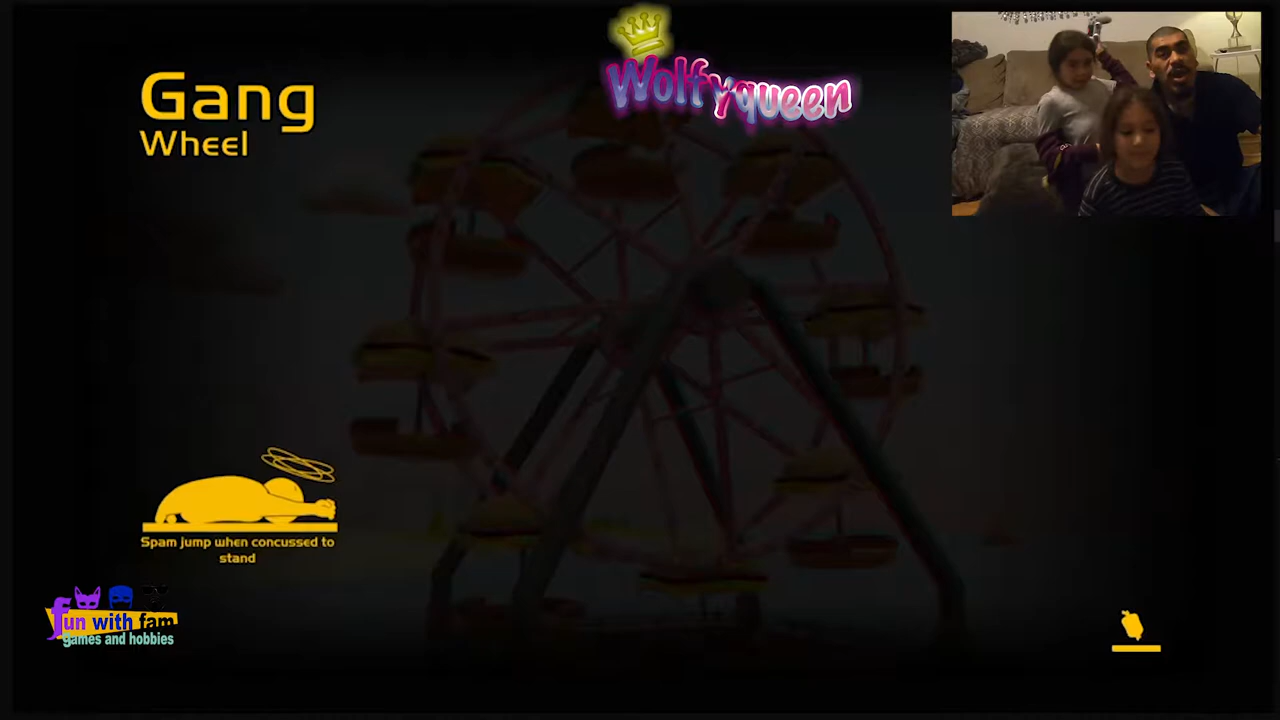 Gang
Wheel
Wolfyqueen
Spam jump when concussed to
stand
fun with fam
games and hobbies